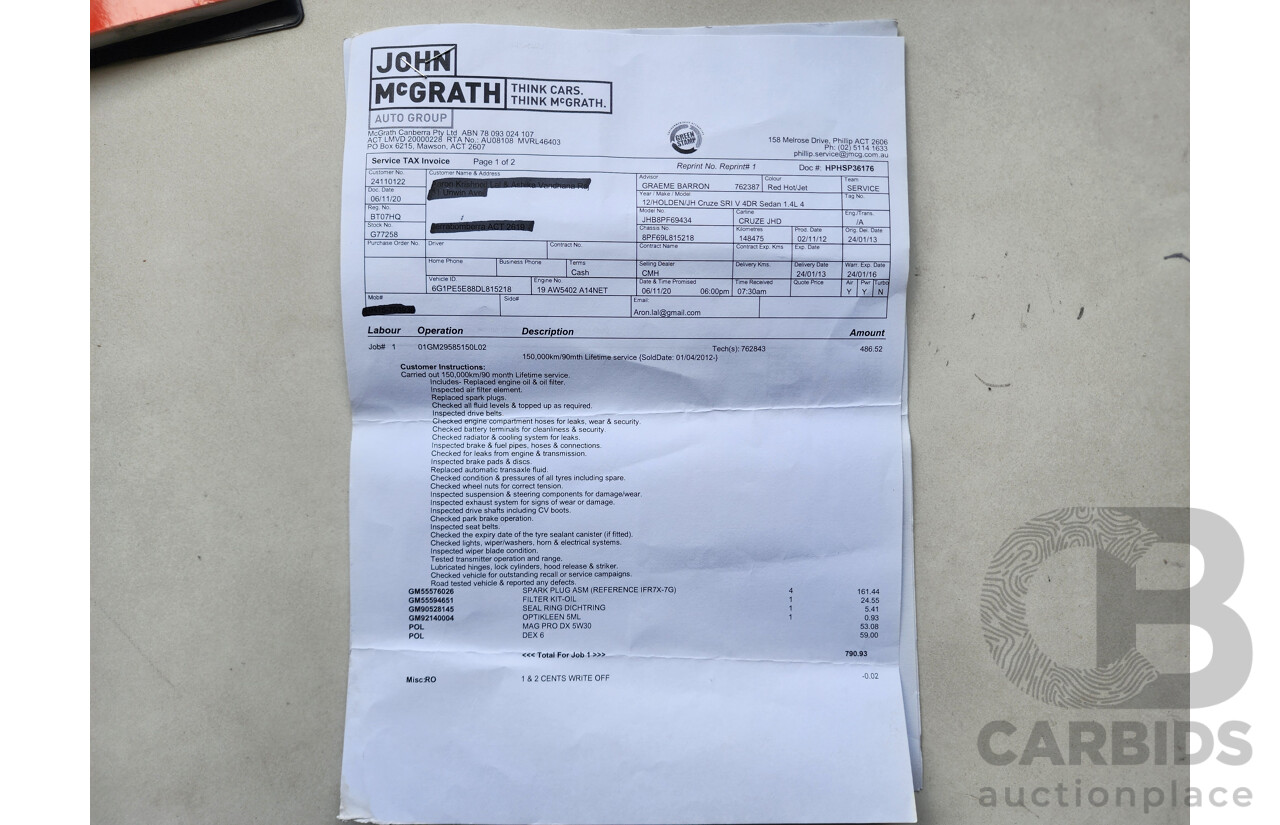 JOHN
McGRATH
THINK CARS.
THINK McGRATH.
AUTO GROUP
McGrath Canberra Pty Ltd ABN 78 093 024 107
ACT LMVD 20000228 RTA No.: AU08108 MVRL46403
PO Box 6215, Mawson, ACT 2607
GREEN STAMP
158 Melrose Drive, Phillip ACT 2606
Ph: (02) 5114 1633
phillip.service@jmcg.com.au
Service TAX Invoice Page 1 of 2 Reprint No. Reprint# 1 Doc #: HPHSP36176
Customer No. Customer Name & Address Advisor Colour Team
24110122 GRAEME BARRON 762387 Red Hot/Jet SERVICE
Doc. Date Year / Make / Model Tag No.
06/11/20 12/HOLDEN/JH Cruze SRI V 4DR Sedan 1.4L 4
Reg. No. Model No. Carline Eng./Trans.
BT07HQ JHB8PF69434 CRUZE JHD /A
Stock No. Chassis No. Kilometres Prod. Date Orig. Del. Date
G77258 8PF69L815218 148475 02/11/12 24/01/13
Purchase Order No. Driver Contract No. Contract Name Contract Exp. Kms Exp. Date
Home Phone Business Phone Terms Selling Dealer Delivery Kms. Delivery Date Warr. Exp. Date
Cash CMH 24/01/13 24/01/16
Vehicle ID. Engine No. Date & Time Promised Time Received Quote Price Air Pwr Turbo
6G1PE5E88DL815218 19 AW5402 A14NET 06/11/20 06:00pm 07:30am Y Y N
Mob# Sido# Email:
Aron.lal@gmail.com
Labour Operation Description Amount
Job# 1 01GM29585150L02 Tech(s):762843 486.52
150,000km/90mth Lifetime service {SoldDate: 01/04/2012-}
Customer Instructions:
Carried out 150,000km/90 month Lifetime service.
Includes- Replaced engine oil & oil filter.
Inspected air filter element.
Replaced spark plugs.
Checked all fluid levels & topped up as required.
Inspected drive belts.
Checked engine compartment hoses for leaks, wear & security.
Checked battery terminals for cleanliness & security.
Checked radiator & cooling system for leaks.
Inspected brake & fuel pipes, hoses & connections.
Checked for leaks from engine & transmission.
Inspected brake pads & discs.
Replaced automatic transaxle fluid.
Checked condition & pressures of all tyres including spare.
Checked wheel nuts for correct tension.
Inspected suspension & steering components for damage/wear.
Inspected exhaust system for signs of wear or damage.
Inspected drive shafts including CV boots.
Checked park brake operation.
Inspected seat belts.
Checked the expiry date of the tyre sealant canister (if fitted).
Checked lights, wiper/washers, horn & electrical systems.
Inspected wiper blade condition.
Tested transmitter operation and range.
Lubricated hinges, lock cylinders, hood release & striker.
Checked vehicle for outstanding recall or service campaigns.
Road tested vehicle & reported any defects.
GM55576026 SPARK PLUG ASM (REFERENCE IFR7X-7G) 4 161.44
GM55594651 FILTER KIT-OIL 1 24.55
GM90528145 SEAL RING DICHTRING 1 5.41
GM92140004 OPTIKLEEN 5ML 1 0.93
POL MAG PRO DX 5W30 53.08
POL DEX 6 59.00
<<< Total For Job 1 >>> 790.93
Misc:RO 1 & 2 CENTS WRITE OFF -0.02
CARBIDS
auctionplace